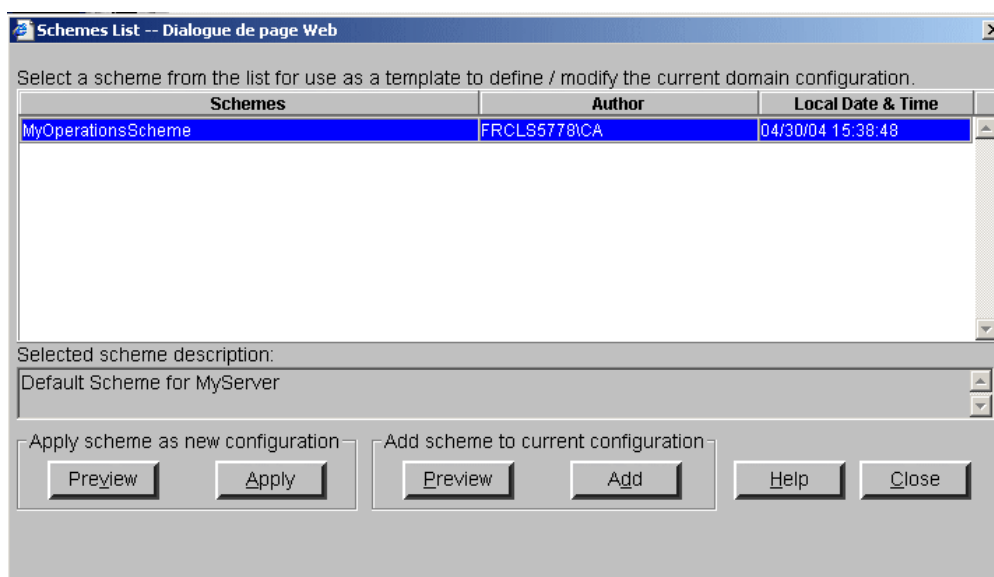 Schemes List -- Dialogue de page Web
Select a scheme from the list for use as a template to define / modify the current domain configuration.
Schemes Author Local Date & Time
MyOperationsScheme FRCLS5778\CA 04/30/04 15:38:48
Selected scheme description:
Default Scheme for MyServer
Apply scheme as new configuration Add scheme to current configuration
Preview Apply Preview Add Help Close